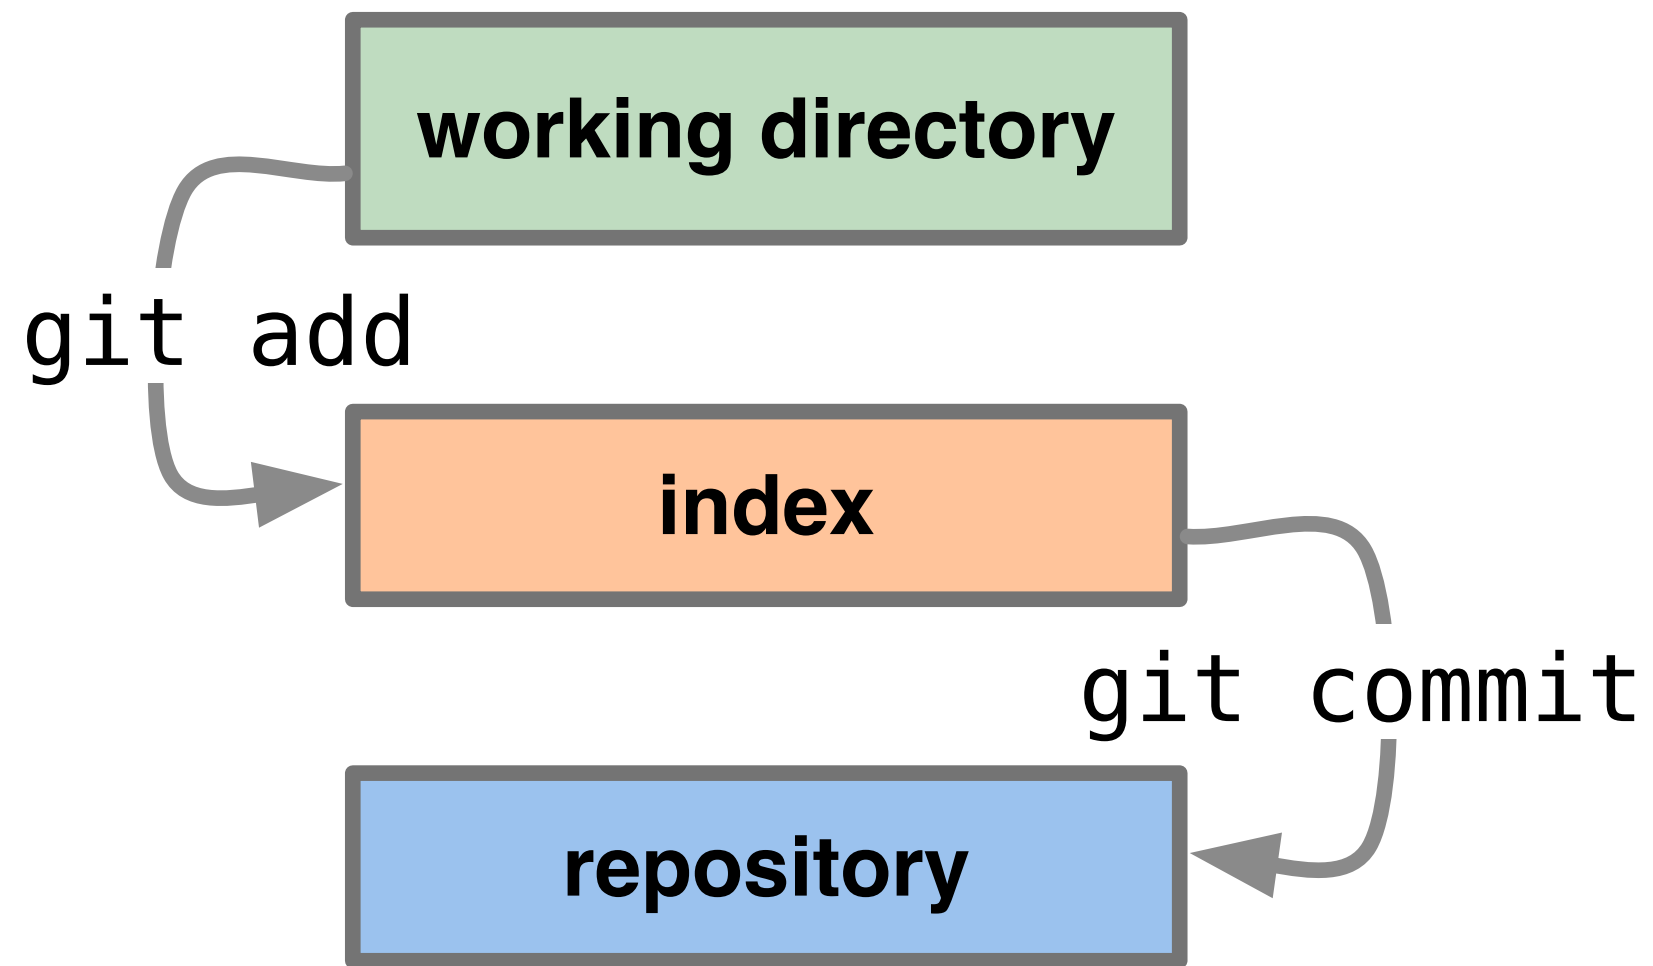 working directory
git add
index
git commit
repository